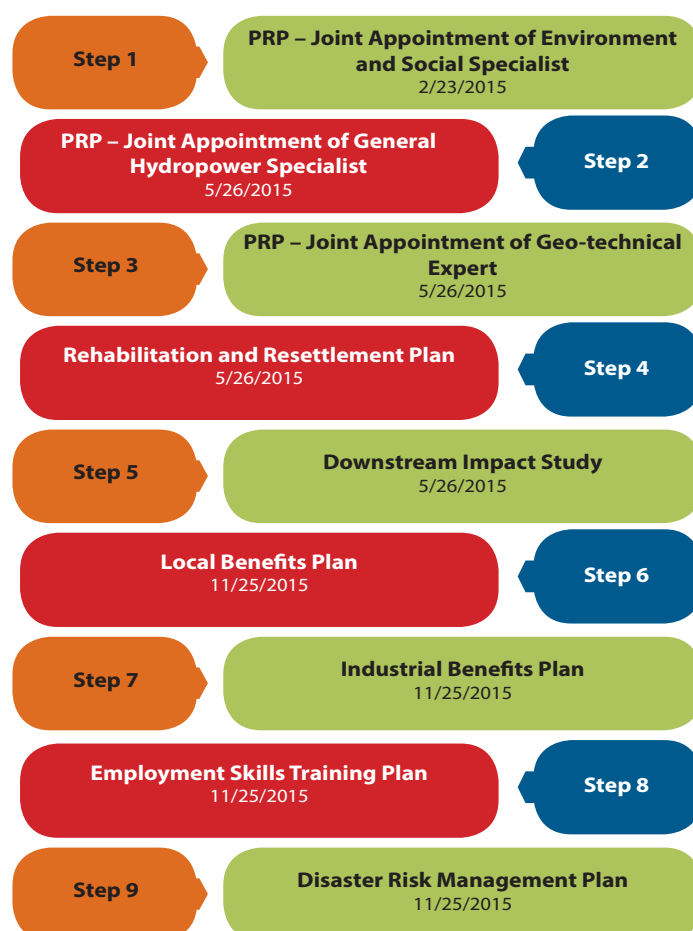 Step 1
PRP – Joint Appointment of Environment
and Social Specialist
2/23/2015
PRP – Joint Appointment of General
Hydropower Specialist
5/26/2015
Step 2
Step 3
PRP – Joint Appointment of Geo-technical
Expert
5/26/2015
Rehabilitation and Resettlement Plan
5/26/2015
Step 4
Step 5
Downstream Impact Study
5/26/2015
Local Benefits Plan
11/25/2015
Step 6
Step 7
Industrial Benefits Plan
11/25/2015
Employment Skills Training Plan
11/25/2015
Step 8
Step 9
Disaster Risk Management Plan
11/25/2015